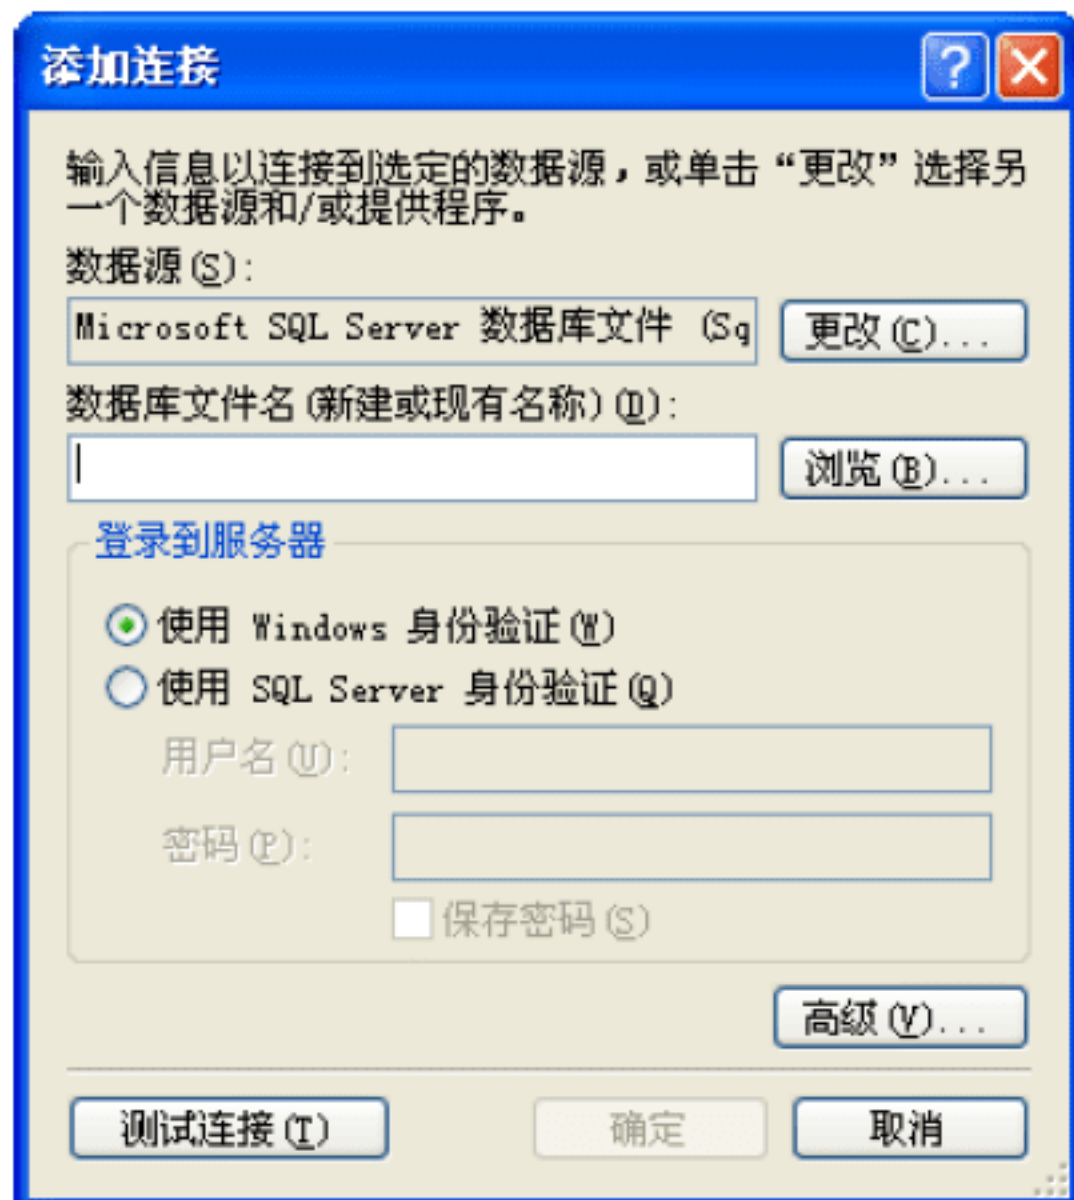 添加连接
输入信息以连接到选定的数据源，或单击“更改”选择另
一个数据源和/或提供程序。
数据源(S):
Microsoft SQL Server 数据库文件 (Sq
更改(C)...
数据库文件名(新建或现有名称)(D):
浏览(B)...
登录到服务器
使用 Windows 身份验证(W)
使用 SQL Server 身份验证(Q)
用户名(U):
密码(P):
保存密码(S)
高级(V)...
测试连接(T)
确定
取消